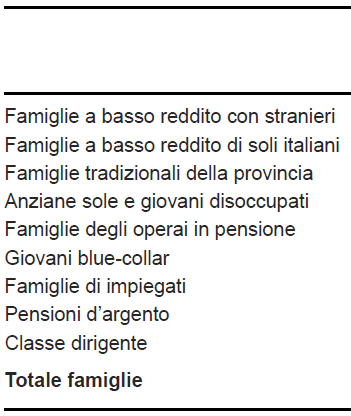 Famiglie a basso reddito con stranieri
Famiglie a basso reddito di soli italiani
Famiglie tradizionali della provincia
Anziane sole e giovani disoccupati
Famiglie degli operai in pensione
Giovani blue-collar
Famiglie di impiegati
Pensioni d’argento
Classe dirigente
Totale famiglie